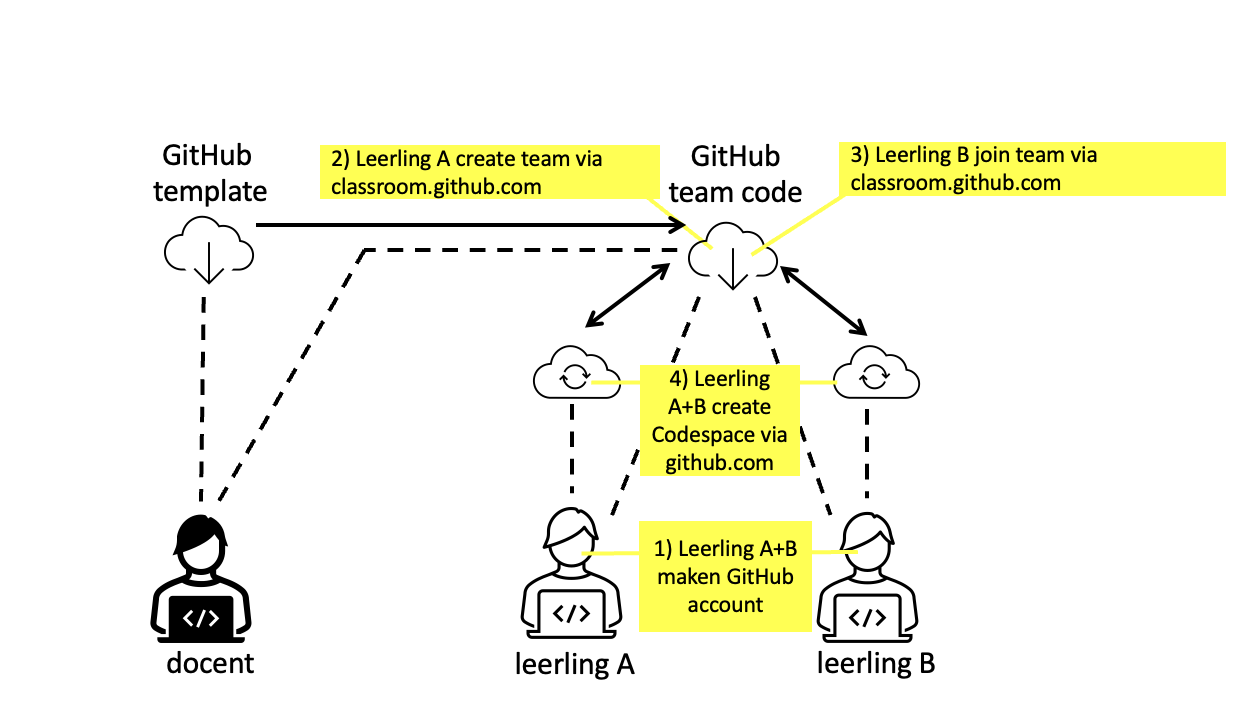 GitHub
template
2) Leerling A create team via
classroom.github.com
GitHub
team code
3) Leerling B join team via
classroom.github.com
4) Leerling
A+B create
Codespace via
github.com
1) Leerling A+B
maken GitHub
account
</>
</>
</>
docent
leerling A
leerling B